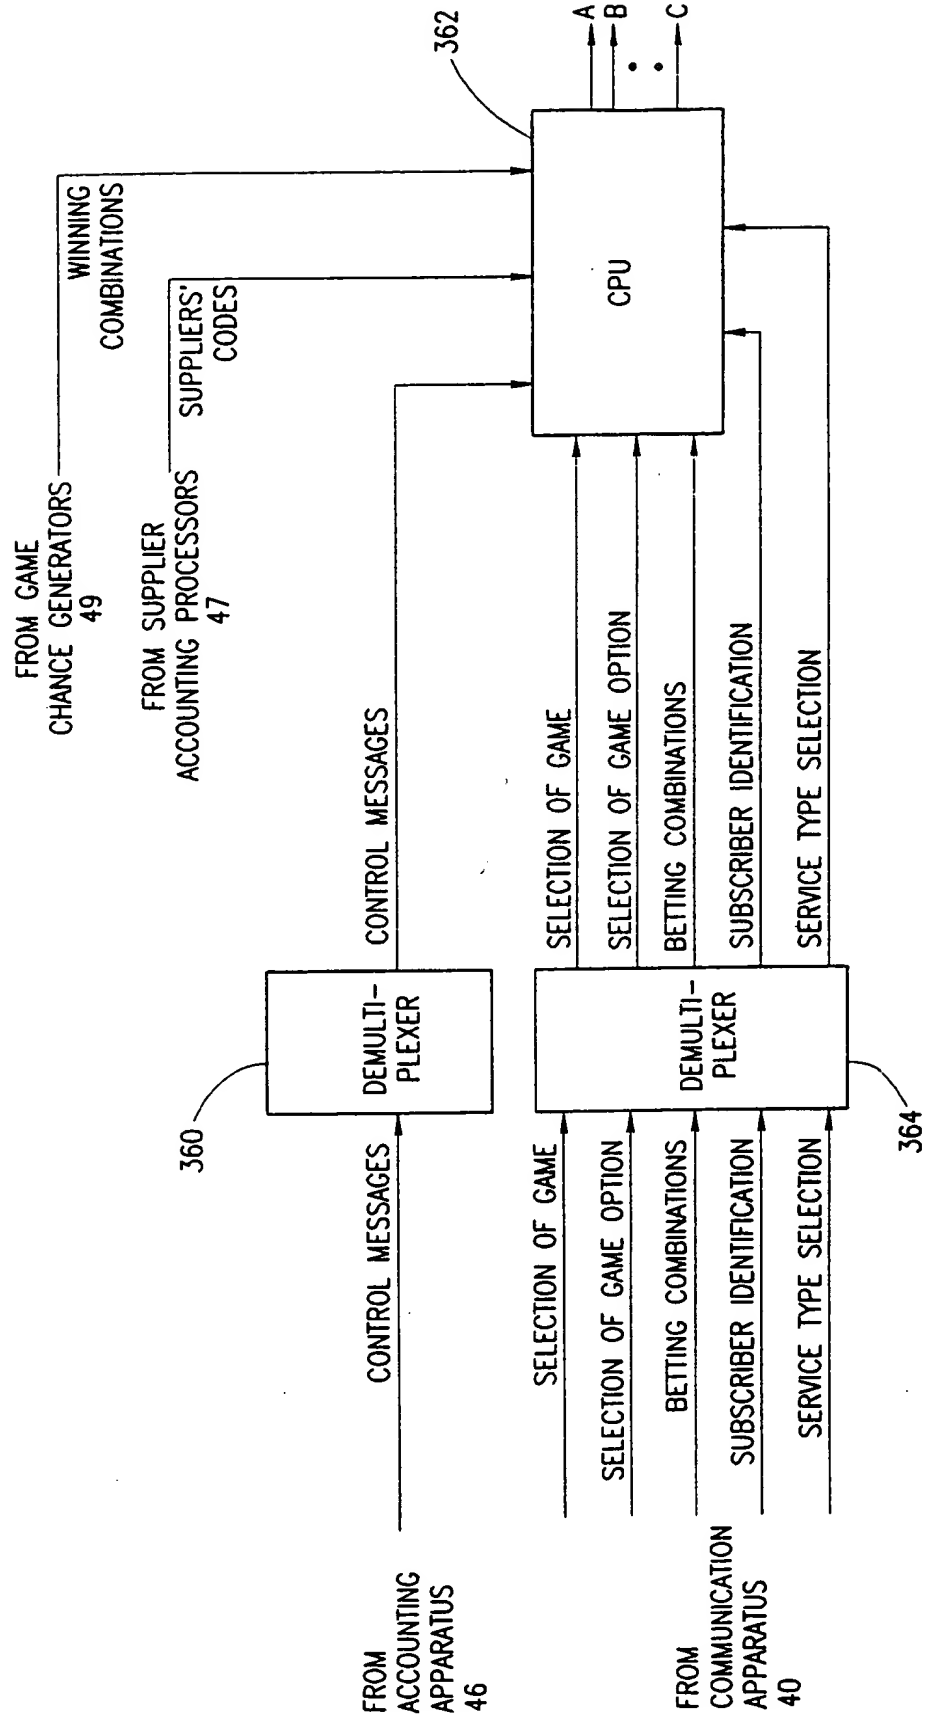 FROM GAME
CHANCE GENERATORS
49
WINNING
COMBINATIONS
FROM SUPPLIER
ACCOUNTING PROCESSORS
47
SUPPLIERS'
CODES
362
A
B
C
CPU
FROM
ACCOUNTING
APPARATUS
46
CONTROL MESSAGES
360
DEMULTI-
PLEXER
CONTROL MESSAGES
FROM
COMMUNICATION
APPARATUS
40
SELECTION OF GAME
SELECTION OF GAME OPTION
BETTING COMBINATIONS
SUBSCRIBER IDENTIFICATION
SERVICE TYPE SELECTION
DEMULTI-
PLEXER
364
SELECTION OF GAME
SELECTION OF GAME OPTION
BETTING COMBINATIONS
SUBSCRIBER IDENTIFICATION
SERVICE TYPE SELECTION